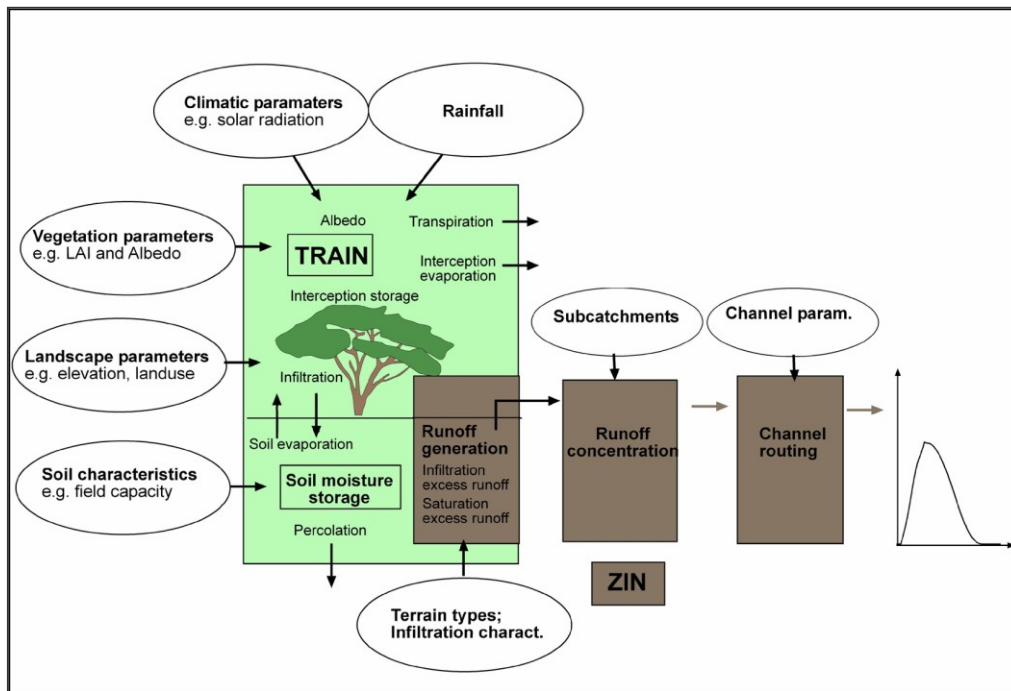 Climatic paramaters
e.g. solar radiation
Rainfall
Vegetation parameters
e.g. LAI and Albedo
Albedo
Transpiration
TRAIN
Interception
evaporation
Interception storage
Subcatchments
Channel param.
Landscape parameters
e.g. elevation, landuse
Infiltration
Soil evaporation
Runoff
generation
Runoff
concentration
Channel
routing
Soil characteristics
e.g. field capacity
Soil moisture
storage
Infiltration
excess runoff
Saturation
excess runoff
Percolation
ZIN
Terrain types;
Infiltration charact.